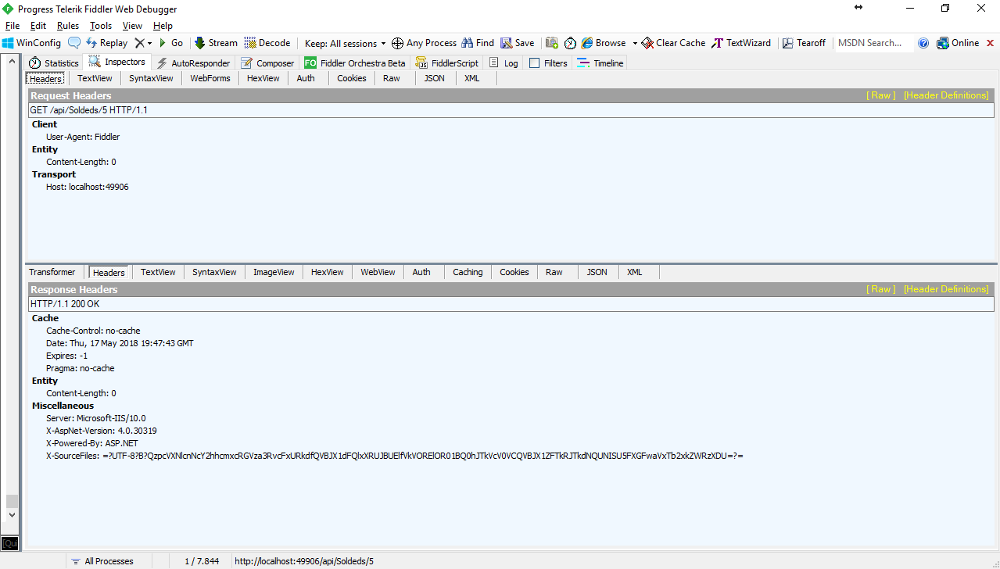 Progress Telerik Fiddler Web Debugger
File Edit Rules Tools View Help
WinConfig Replay Go Stream Decode Keep: All sessions Any Process Find Save Browse Clear Cache TextWizard Tearoff MSDN Search... Online
Statistics Inspectors AutoResponder Composer FO Fiddler Orchestra Beta FiddlerScript Log Filters Timeline
Headers TextView SyntaxView WebForms HexView Auth Cookies Raw JSON XML
Request Headers [ Raw ] [Header Definitions]
GET /api/Soldeds/5 HTTP/1.1
Client
User-Agent: Fiddler
Entity
Content-Length: 0
Transport
Host: localhost:49906
Transformer Headers TextView SyntaxView ImageView HexView WebView Auth Caching Cookies Raw JSON XML
Response Headers [ Raw ] [Header Definitions]
HTTP/1.1 200 OK
Cache
Cache-Control: no-cache
Date: Thu, 17 May 2018 19:47:43 GMT
Expires: -1
Pragma: no-cache
Entity
Content-Length: 0
Miscellaneous
Server: Microsoft-IIS/10.0
X-AspNet-Version: 4.0.30319
X-Powered-By: ASP.NET
X-SourceFiles:
[Qui
All Processes 1 / 7.844 http://localhost:49906/api/Soldeds/5